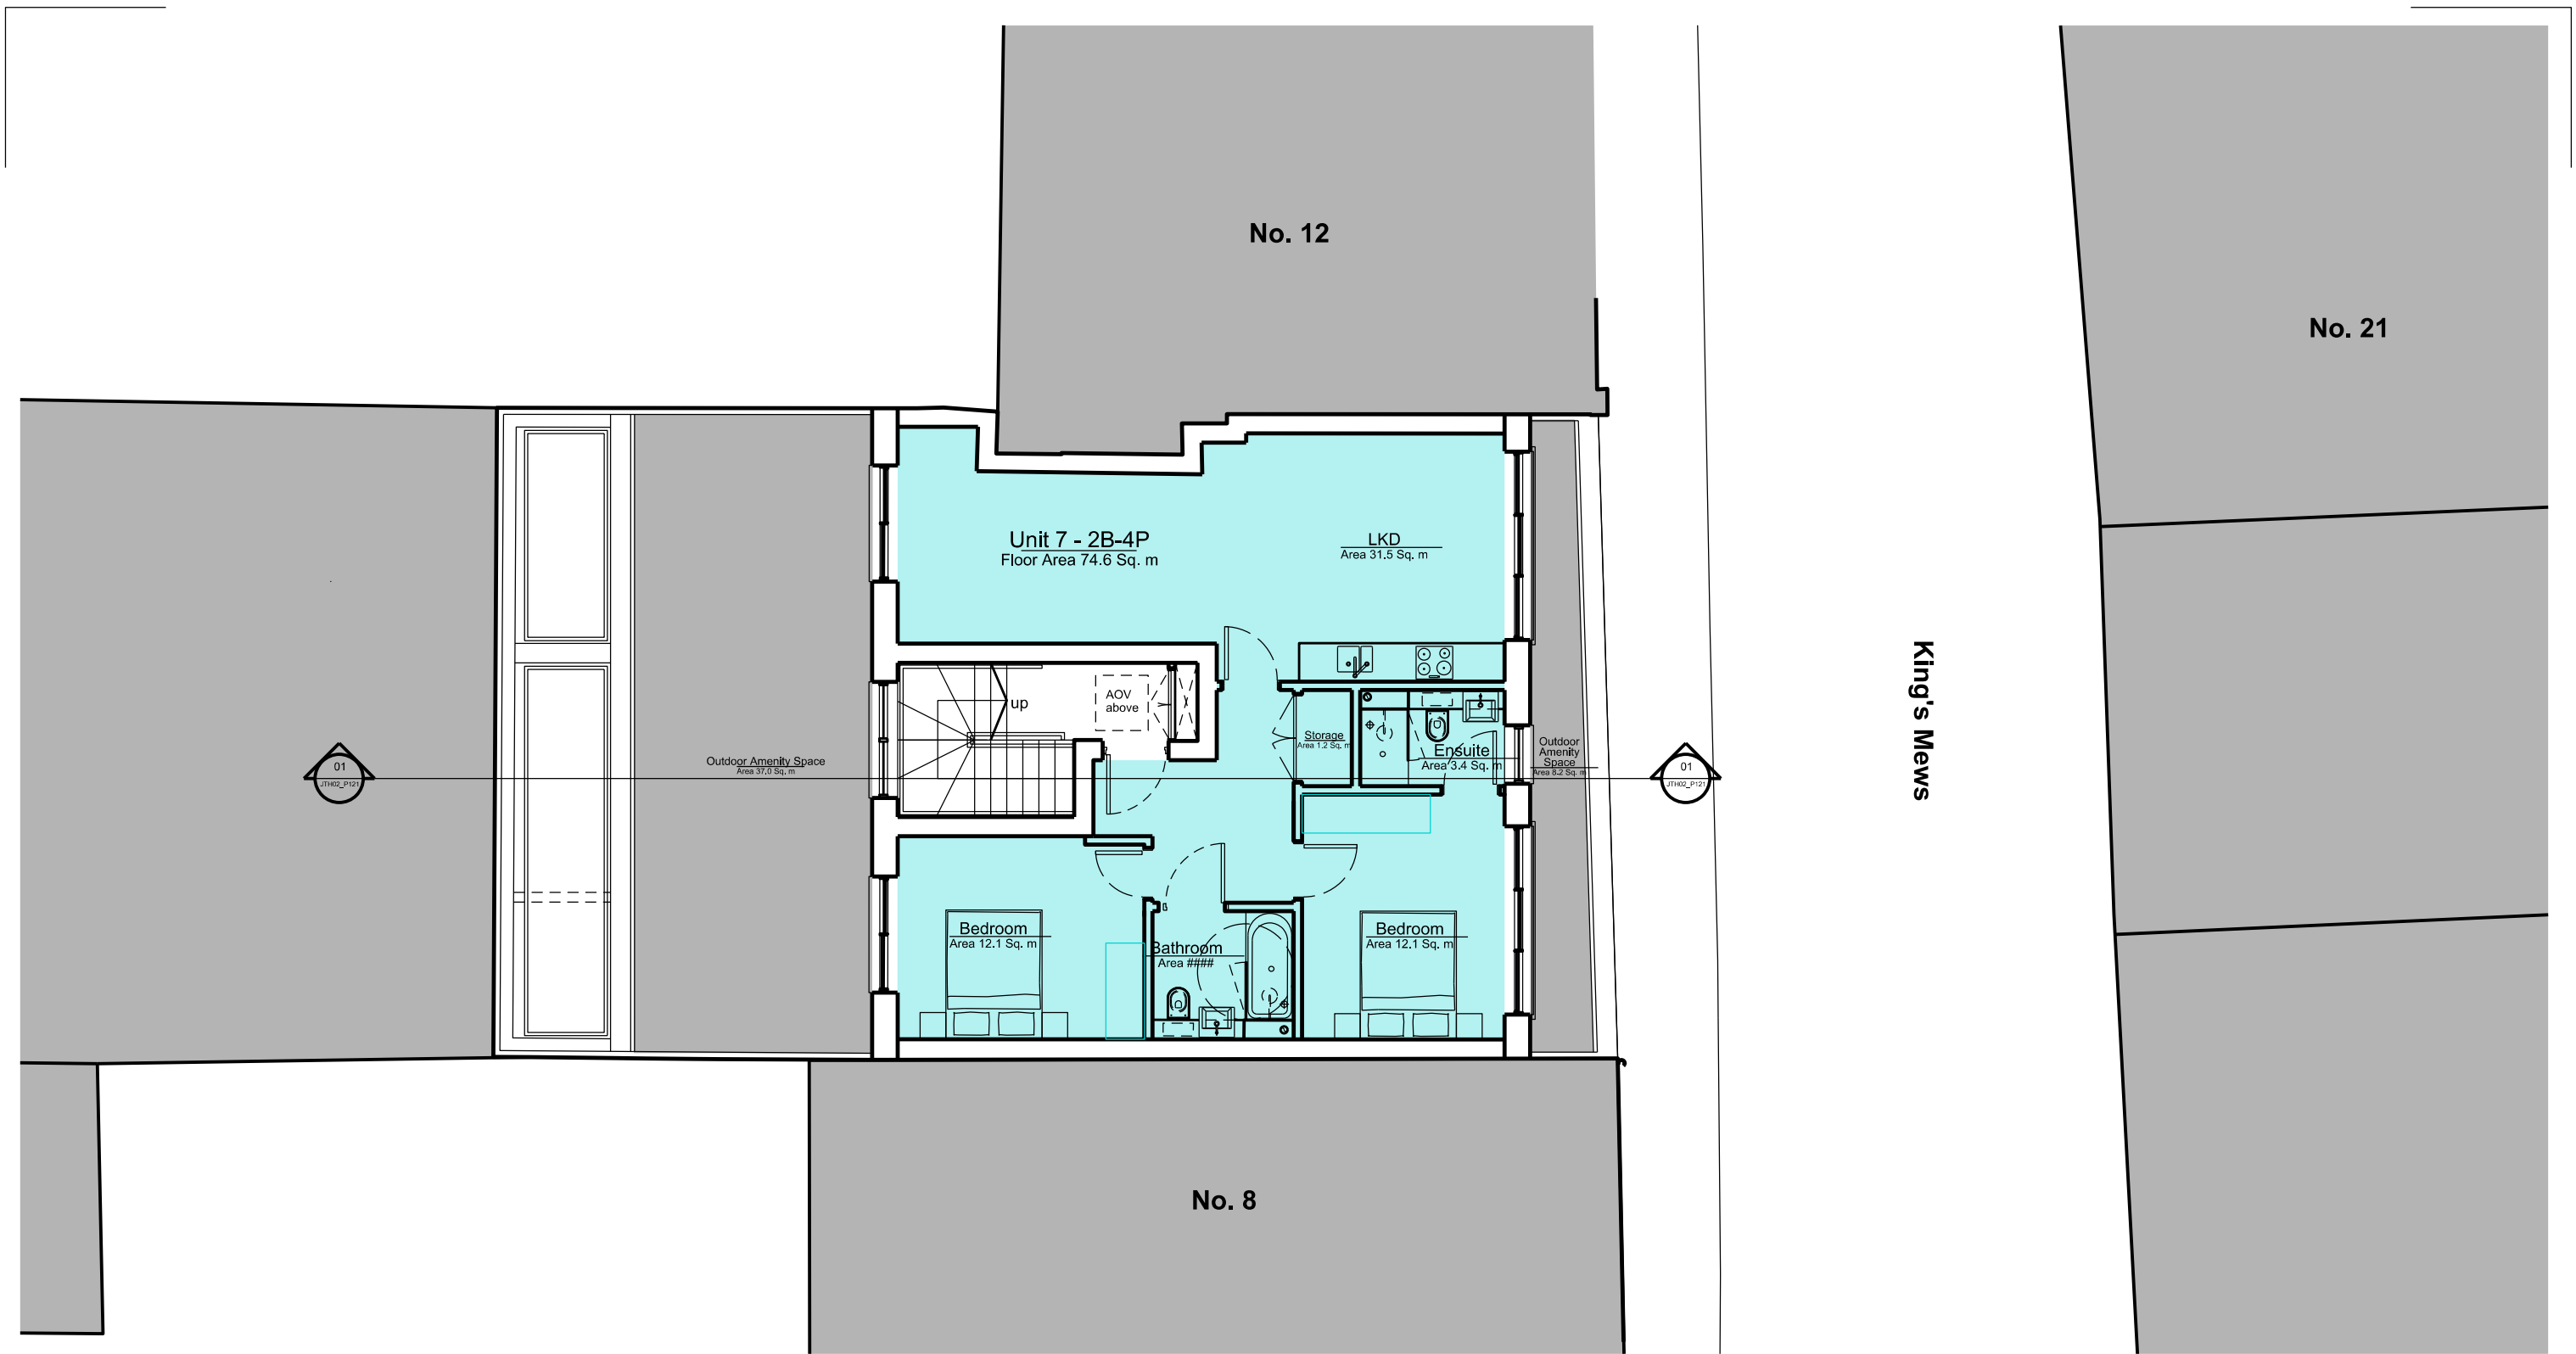 No. 12
No. 21
Unit 7 - 2B-4P
Floor Area 74.6 Sq. m
LKD
Area 31.5 Sq. m
King's Mews
AOV
above
up
Storage
Area 1.2 Sq. m
Ensuite
Area 3.4 Sq. m
Outdoor
Amenity
Space
Area 8.2 Sq. m
Outdoor Amenity Space
Area 37.0 Sq. m
01
JTH02_P121
01
JTH02_P121
Bedroom
Area 12.1 Sq. m
Bathroom
Area ####
Bedroom
Area 12.1 Sq. m
No. 8